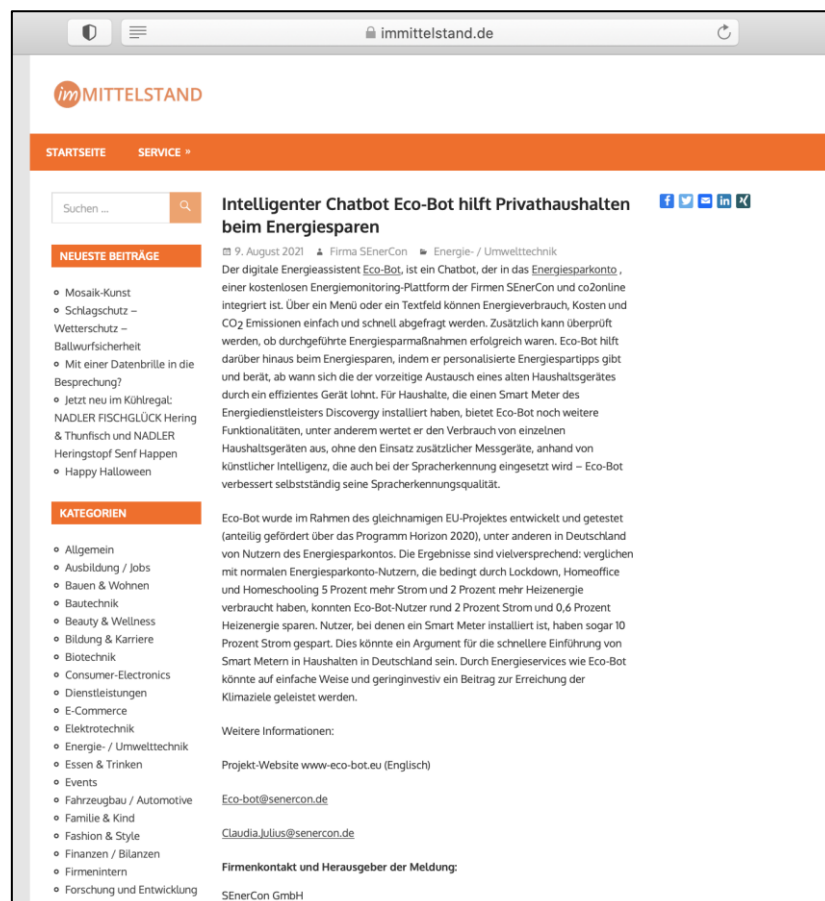 immittelstand.de
im MITTELSTAND
STARTSEITE SERVICE »
Suchen ...
NEUESTE BEITRÄGE
Mosaik-Kunst
Schlagschutz –
Wetterschutz –
Ballwurfsicherheit
Mit einer Datenbrille in die
Besprechung?
Jetzt neu im Kühlregal:
NADLER FISCHGLÜCK Hering
& Thunfisch und NADLER
Heringstopf Senf Happen
Happy Halloween
KATEGORIEN
Allgemein
Ausbildung / Jobs
Bauen & Wohnen
Bautechnik
Beauty & Wellness
Bildung & Karriere
Biotechnik
Consumer-Electronics
Dienstleistungen
E-Commerce
Elektrotechnik
Energie- / Umwelttechnik
Essen & Trinken
Events
Fahrzeugbau / Automotive
Familie & Kind
Fashion & Style
Finanzen / Bilanzen
Firmenintern
Forschung und Entwicklung
Intelligenter Chatbot Eco-Bot hilft Privathaushalten
beim Energiesparen
9. August 2021 Firma SEnerCon Energie- / Umwelttechnik
Der digitale Energieassistent Eco-Bot, ist ein Chatbot, der in das Energiesparkonto ,
einer kostenlosen Energiemonitoring-Plattform der Firmen SEnerCon und co2online
integriert ist. Über ein Menü oder ein Textfeld können Energieverbrauch, Kosten und
CO2 Emissionen einfach und schnell abgefragt werden. Zusätzlich kann überprüft
werden, ob durchgeführte Energiesparmaßnahmen erfolgreich waren. Eco-Bot hilft
darüber hinaus beim Energiesparen, indem er personalisierte Energiespartipps gibt
und berät, ab wann sich die der vorzeitige Austausch eines alten Haushaltsgerätes
durch ein effizientes Gerät lohnt. Für Haushalte, die einen Smart Meter des
Energiedienstleisters Discovergy installiert haben, bietet Eco-Bot noch weitere
Funktionalitäten, unter anderem wertet er den Verbrauch von einzelnen
Haushaltsgeräten aus, ohne den Einsatz zusätzlicher Messgeräte, anhand von
künstlicher Intelligenz, die auch bei der Spracherkennung eingesetzt wird – Eco-Bot
verbessert selbstständig seine Spracherkennungsqualität.
Eco-Bot wurde im Rahmen des gleichnamigen EU-Projektes entwickelt und getestet
(anteilig gefördert über das Programm Horizon 2020), unter anderen in Deutschland
von Nutzern des Energiesparkontos. Die Ergebnisse sind vielversprechend: verglichen
mit normalen Energiesparkonto-Nutzern, die bedingt durch Lockdown, Homeoffice
und Homeschooling 5 Prozent mehr Strom und 2 Prozent mehr Heizenergie
verbraucht haben, konnten Eco-Bot-Nutzer rund 2 Prozent Strom und 0,6 Prozent
Heizenergie sparen. Nutzer, bei denen ein Smart Meter installiert ist, haben sogar 10
Prozent Strom gespart. Dies könnte ein Argument für die schnellere Einführung von
Smart Metern in Haushalten in Deutschland sein. Durch Energieservices wie Eco-Bot
könnte auf einfache Weise und geringinvestiv ein Beitrag zur Erreichung der
Klimaziele geleistet werden.
Weitere Informationen:
Projekt-Website www-eco-bot.eu (Englisch)
Eco-bot@senercon.de
Claudia.Julius@senercon.de
Firmenkontakt und Herausgeber der Meldung:
SEnerCon GmbH